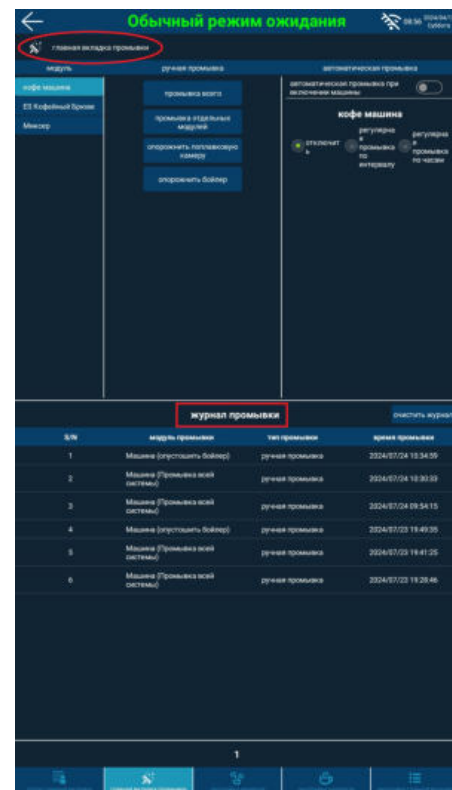 Обычный режим ожидания
08:56
главная вкладка промывки
модуль
ручная промывка
автоматическая промывка
кофе машина
ES Кофейный Брюве
Миксер
промывка всего
промывка отдельных модулей
опорожнить поплавковую камеру
опорожнить бойлер
автоматическая промывка при включении машины
кофе машина
отключить
регулярная промывка по интервалу
регулярная промывка по часам
журнал промывки
очистить журнал
S/N
модуль промывки
тип промывки
время промывки
1 Машина (опустошить бойлер) ручная промывка 2024/07/24 10:34:59
2 Машина (Промывка всей системы) ручная промывка 2024/07/24 10:30:33
3 Машина (Промывка всей системы) ручная промывка 2024/07/24 09:54:15
4 Машина (опустошить бойлер) ручная промывка 2024/07/23 19:49:35
5 Машина (Промывка всей системы) ручная промывка 2024/07/23 19:41:25
6 Машина (Промывка всей системы) ручная промывка 2024/07/23 19:28:46
1